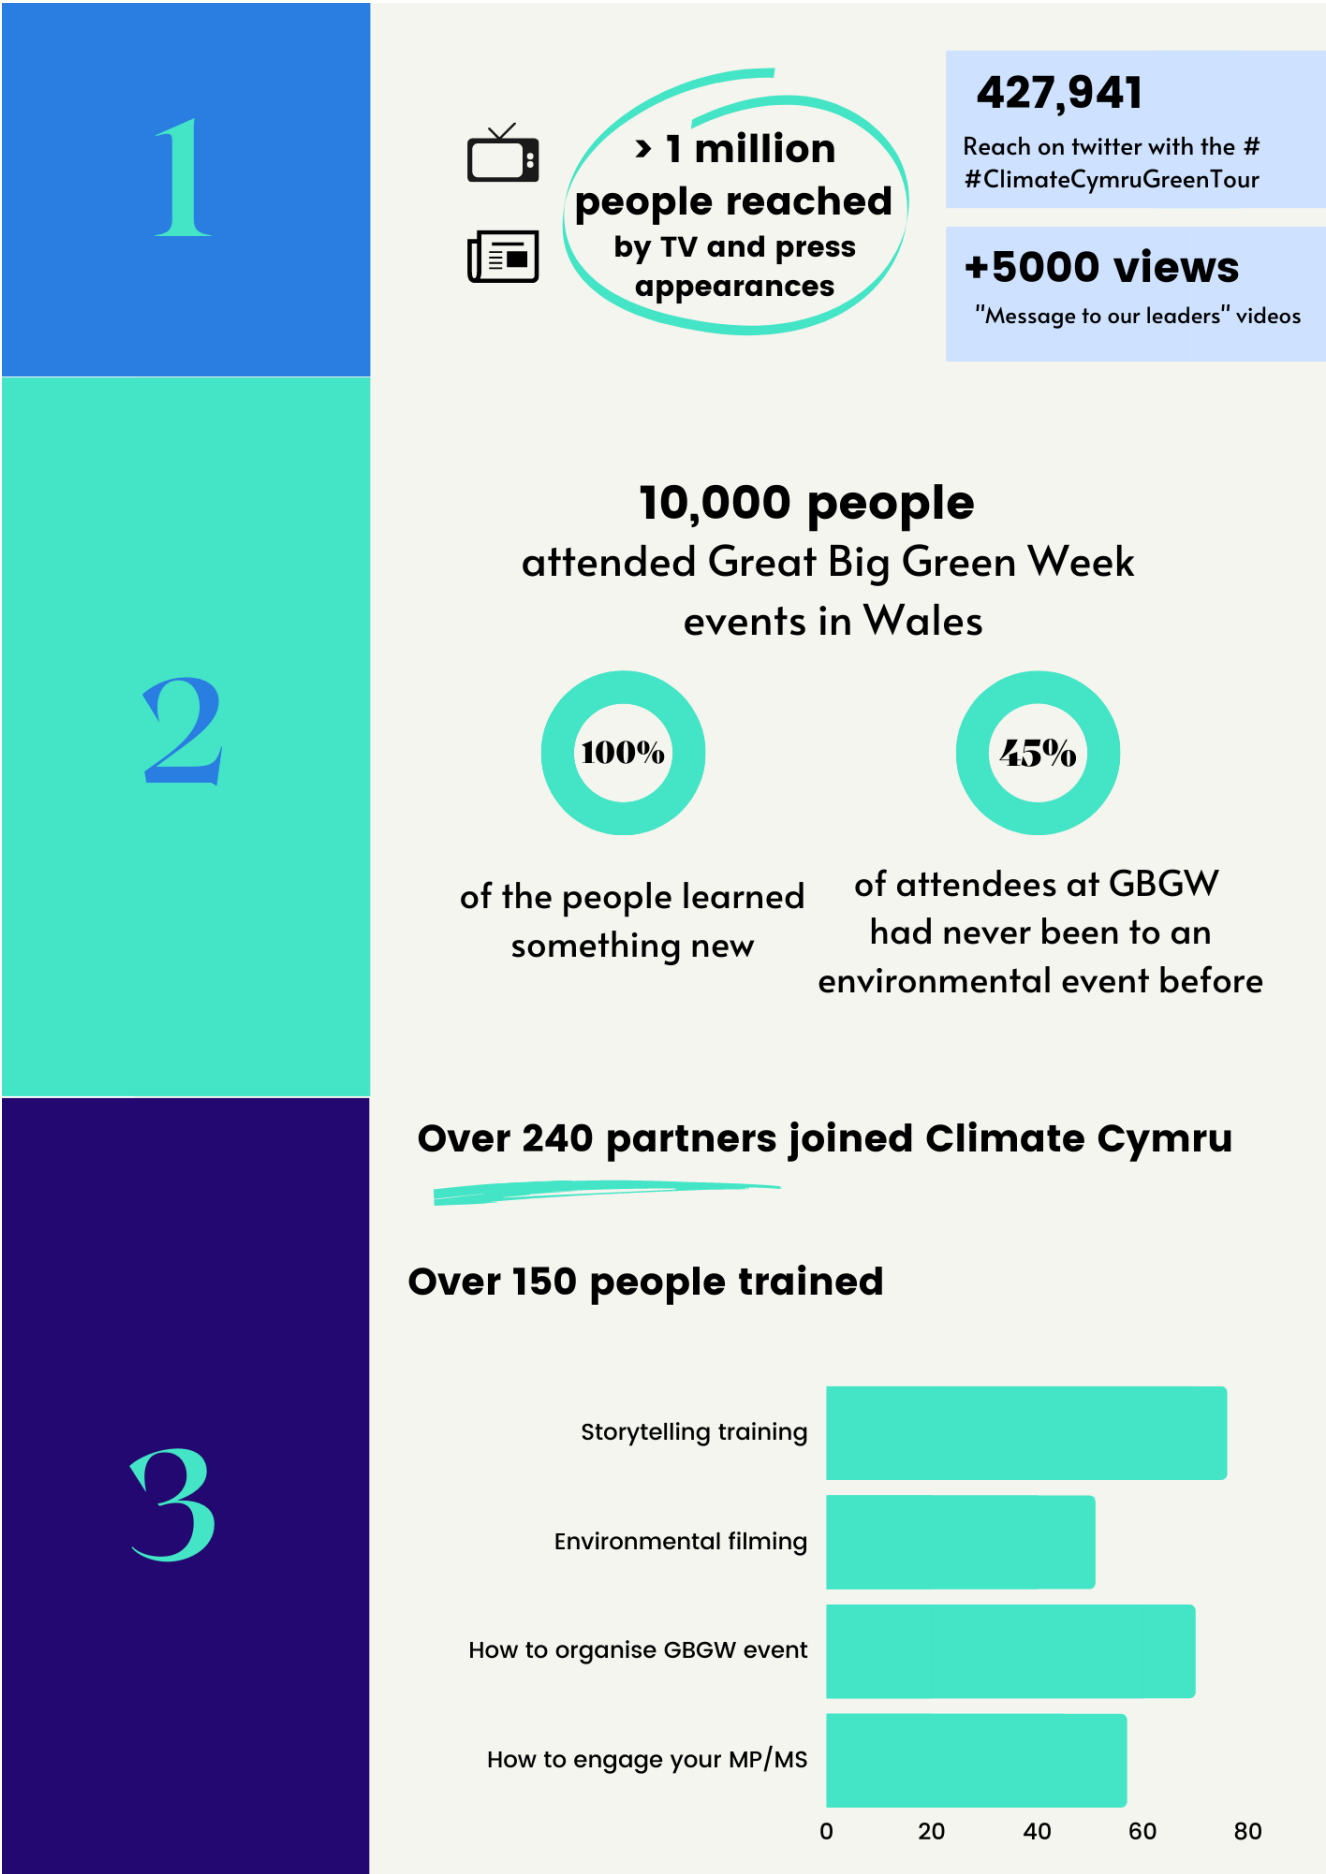 1
> 1 million
people reached
by TV and press
appearances
427,941
Reach on twitter with the #
#ClimateCymruGreenTour
+5000 views
"Message to our leaders" videos
2
10,000 people
attended Great Big Green Week
events in Wales
100%
of the people learned
something new
45%
of attendees at GBGW
had never been to an
environmental event before
3
Over 240 partners joined Climate Cymru
Over 150 people trained
Storytelling training
Environmental filming
How to organise GBGW event
How to engage your MP/MS
0 20 40 60 80